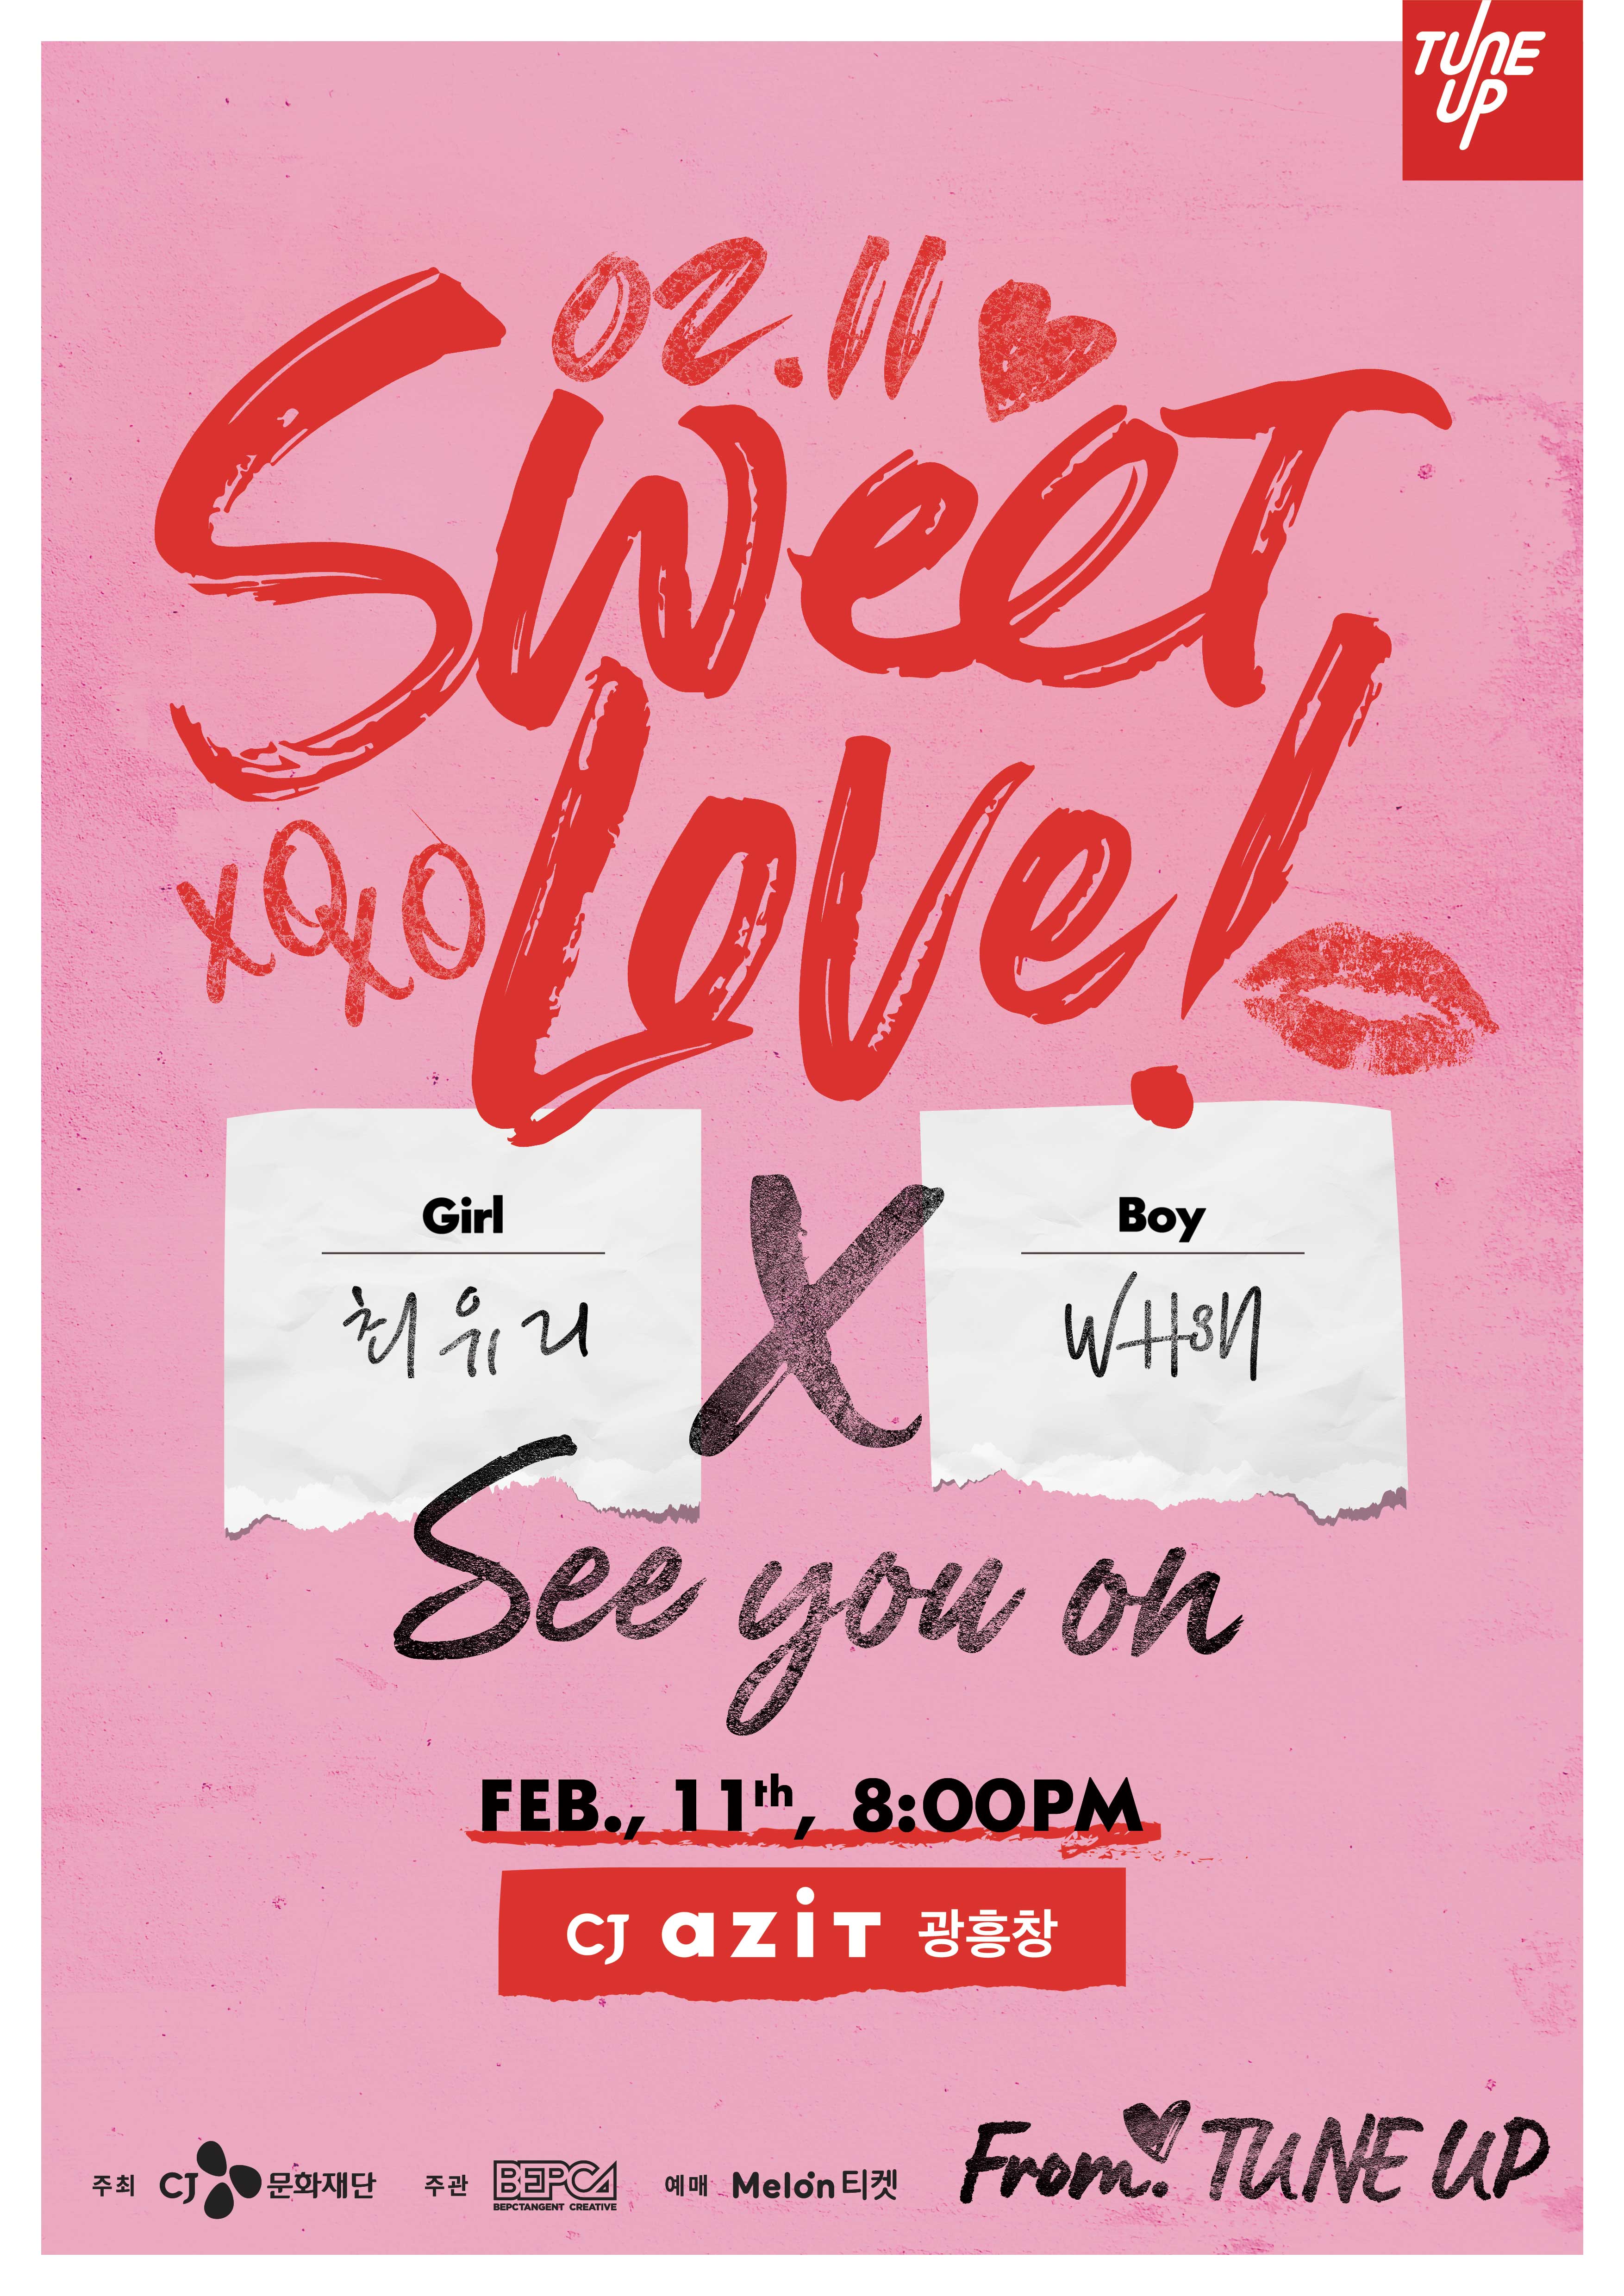 TUNE
UP
02.11
Sweet
Love!
XOXO
Girl
최유리
X
Boy
WH3N
See you on
FEB., 11th, 8:00PM
CJ azit 광흥창
From. TUNE UP
주최 CJ 문화재단 주관 BEPCA BEPCTANGENT CREATIVE 예매 Melon 티켓